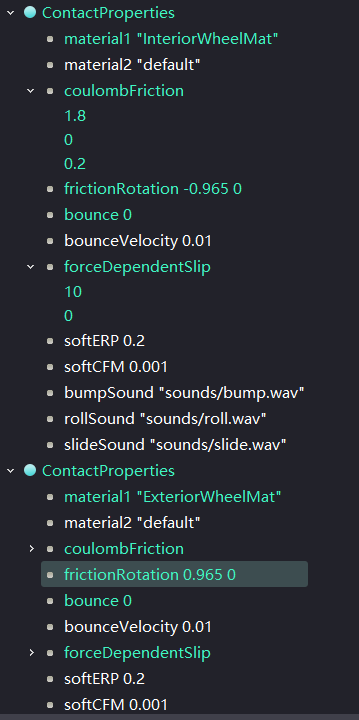 ContactProperties
material1 "InteriorWheelMat"
material2 "default"
coulombFriction
1.8
0
0.2
frictionRotation -0.965 0
bounce 0
bounceVelocity 0.01
forceDependentSlip
10
0
softERP 0.2
softCFM 0.001
bumpSound "sounds/bump.wav"
rollSound "sounds/roll.wav"
slideSound "sounds/slide.wav"
ContactProperties
material1 "ExteriorWheelMat"
material2 "default"
coulombFriction
frictionRotation 0.965 0
bounce 0
bounceVelocity 0.01
forceDependentSlip
softERP 0.2
softCFM 0.001